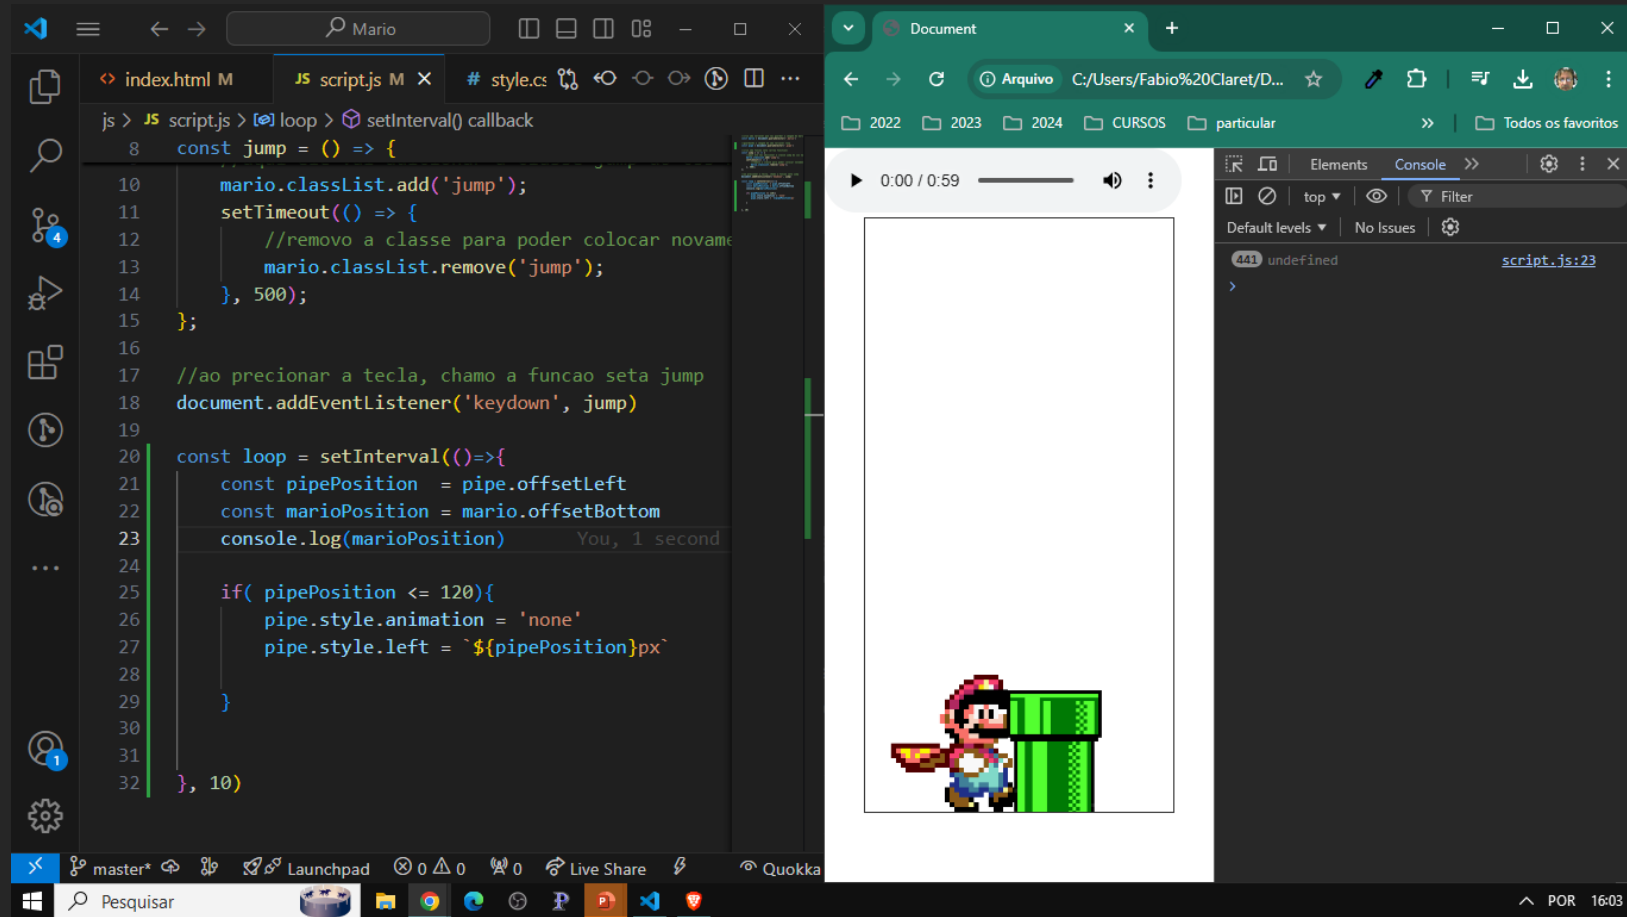 Mario
index.html M
JS script.js M
# style.cs
js > JS script.js > loop > setInterval() callback
8 const jump = () => {
10 mario.classList.add('jump');
11 setTimeout(() => {
12 //removo a classe para poder colocar novame
13 mario.classList.remove('jump');
14 }, 500);
15 };
16
17 //ao precionar a tecla, chamo a funcao seta jump
18 document.addEventListener('keydown', jump)
19
20 const loop = setInterval(()=>{
21 const pipePosition  = pipe.offsetLeft
22 const marioPosition = mario.offsetBottom
23 console.log(marioPosition) You, 1 second
24
25 if( pipePosition <= 120){
26 pipe.style.animation = 'none'
27 pipe.style.left = `${pipePosition}px`
28
29 }
30
31
32 }, 10)
4
1
master*
Launchpad
0 0
0
Live Share
Quokka
Document
Arquivo C:/Users/Fabio%20Claret/D...
2022
2023
2024
CURSOS
particular
Todos os favoritos
0:00 / 0:59
Elements
Console
top
Filter
Default levels
No Issues
441 undefined script.js:23
Pesquisar
POR
16:03